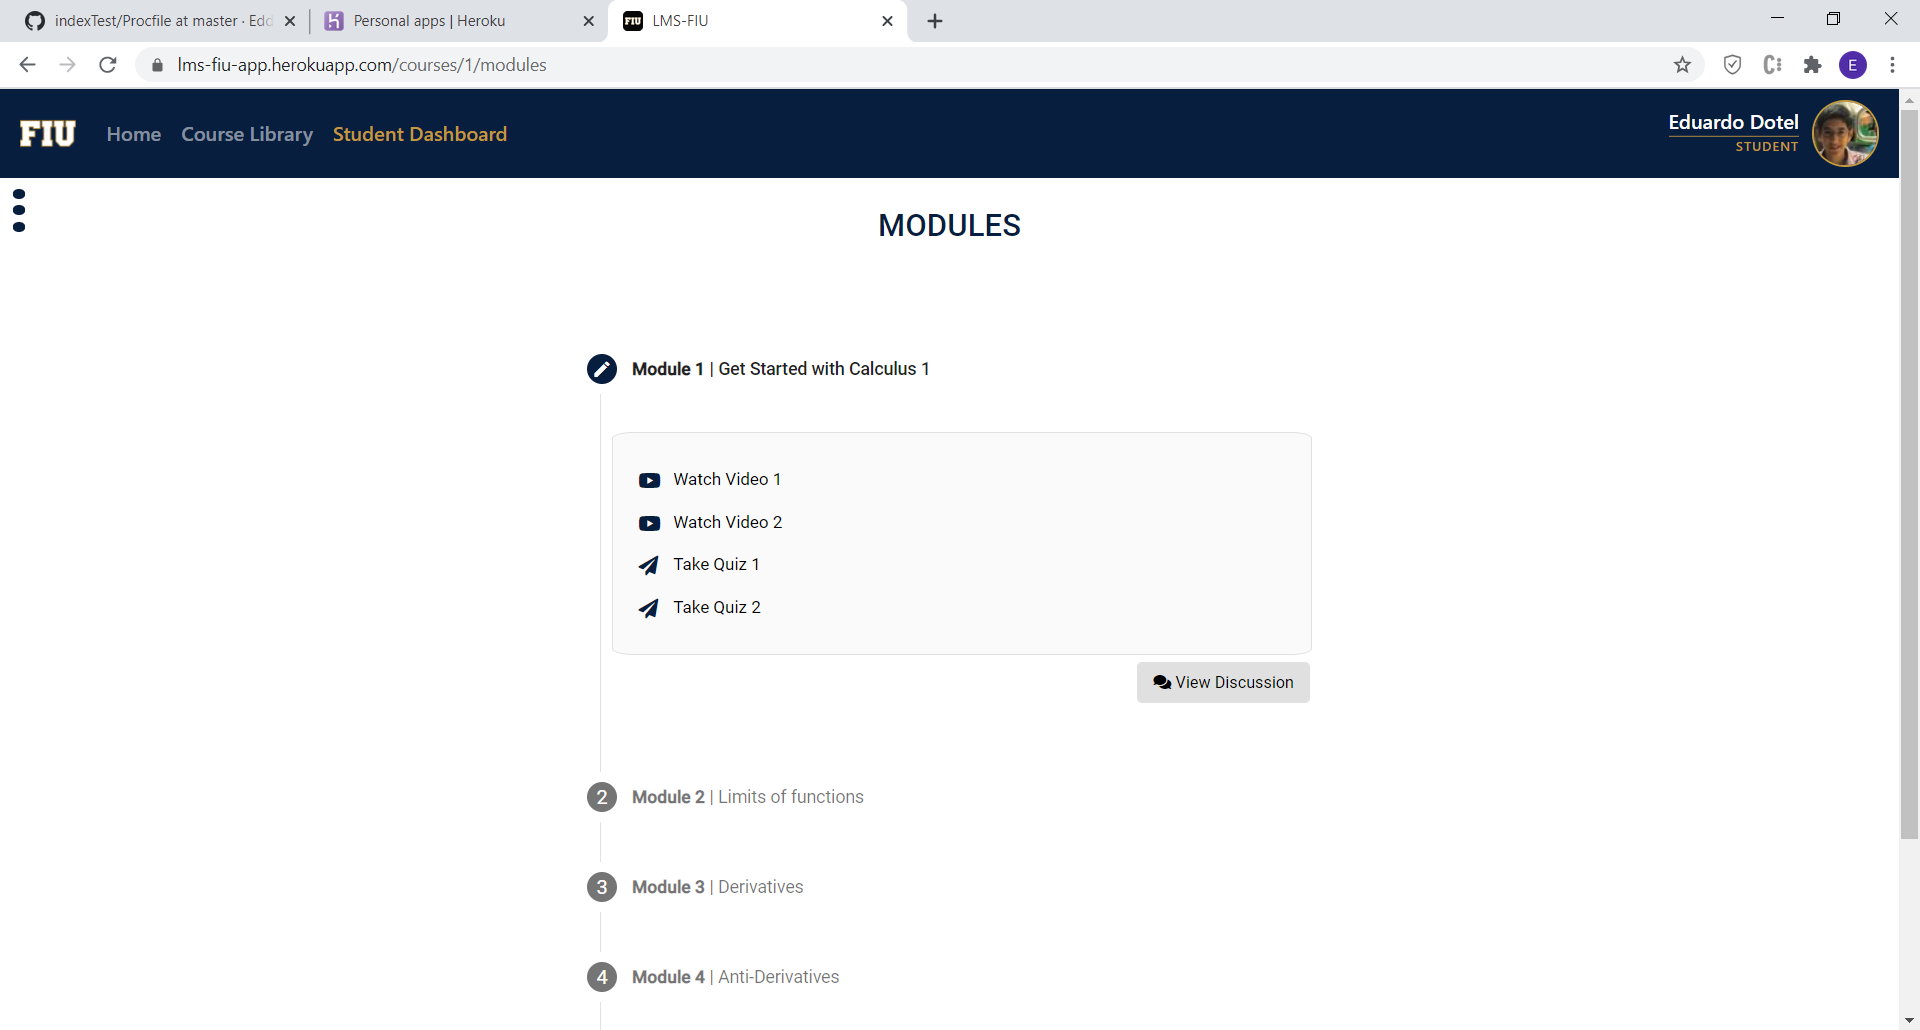 indexTest/Procfile at master · Edd
Personal apps | Heroku
FIU LMS-FIU
lms-fiu-app.herokuapp.com/courses/1/modules
E
FIU Home Course Library Student Dashboard
Eduardo Dotel
STUDENT
MODULES
Module 1 | Get Started with Calculus 1
Watch Video 1
Watch Video 2
Take Quiz 1
Take Quiz 2
View Discussion
2 Module 2 | Limits of functions
3 Module 3 | Derivatives
4 Module 4 | Anti-Derivatives